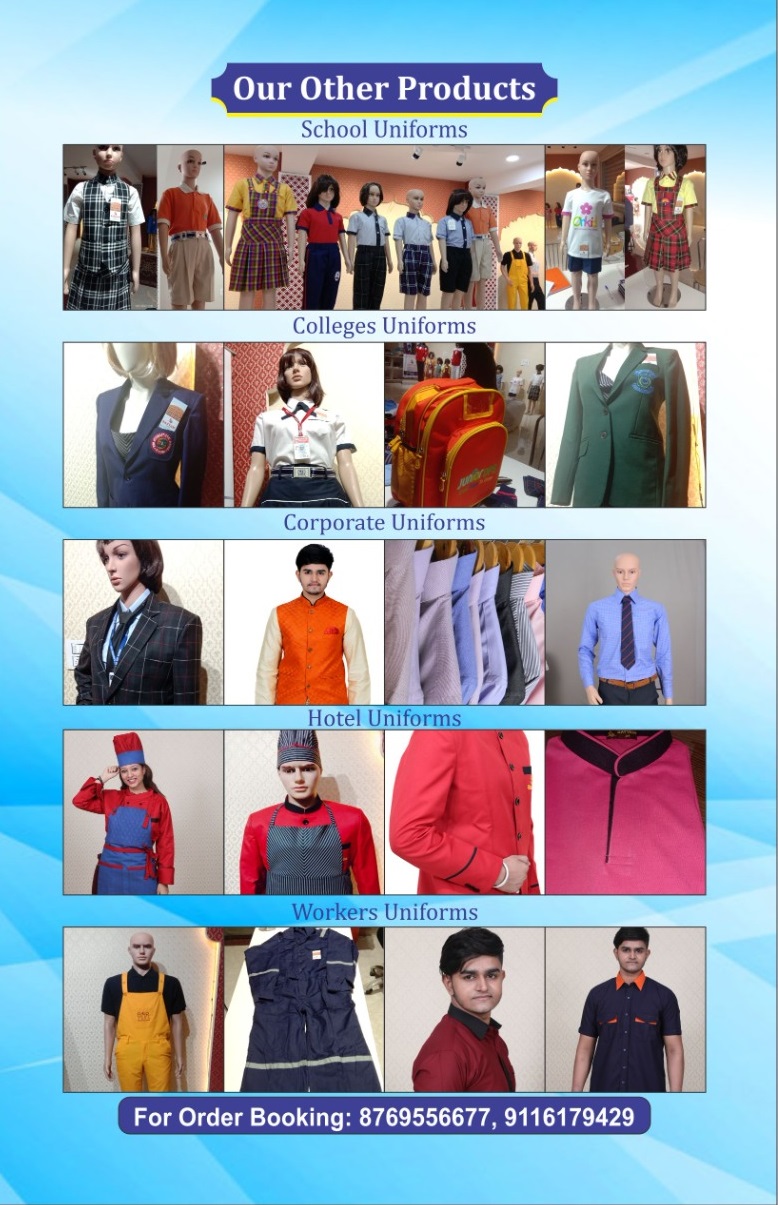 Our Other Products
School Uniforms
Colleges Uniforms
Corporate Uniforms
Hotel Uniforms
Workers Uniforms
For Order Booking: 8769556677, 9116179429